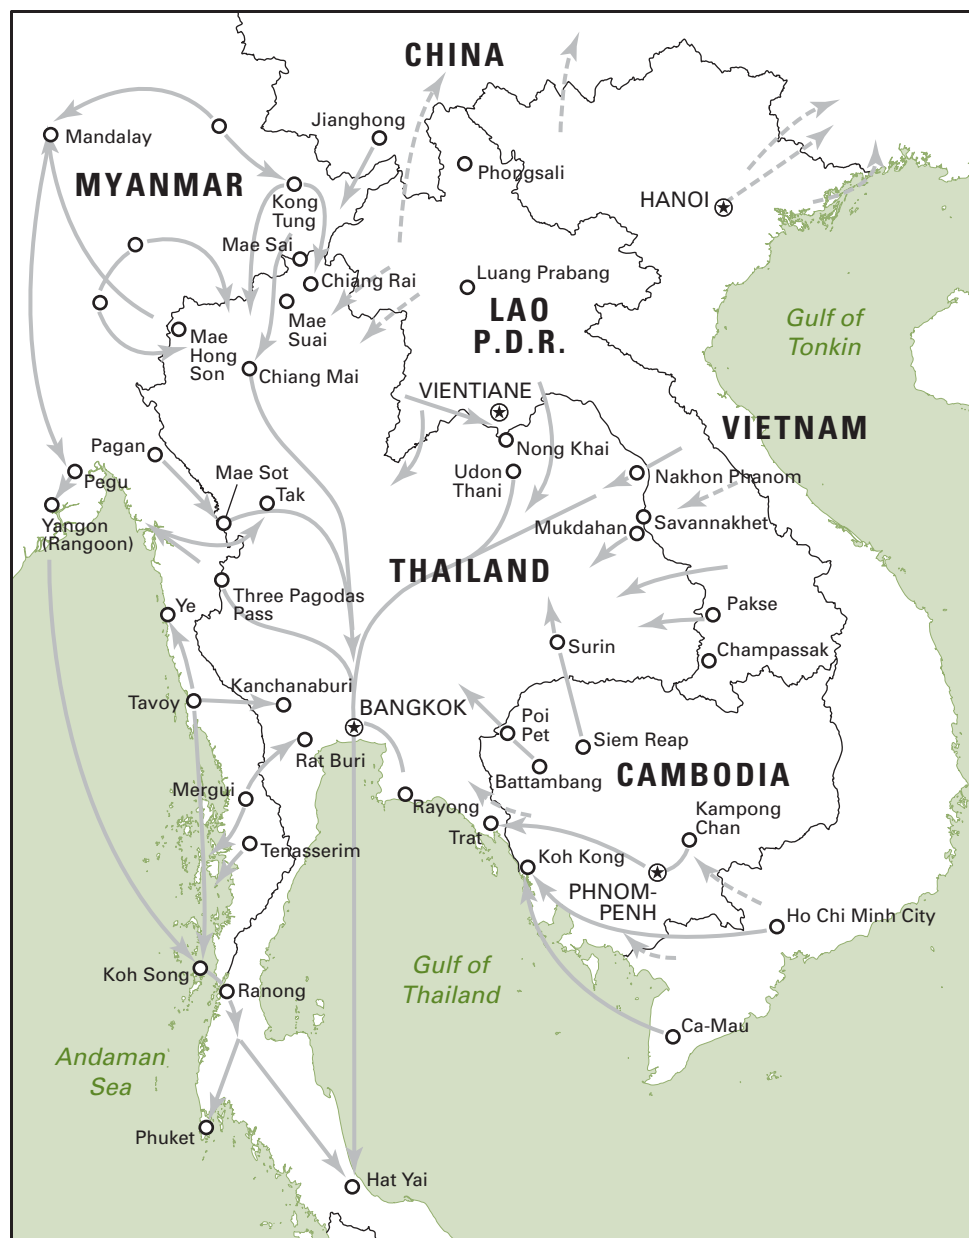 CHINA
Jianghong
Mandalay
Phongsali
MYANMAR
HANOI
Kong
Tung
Mae Sai
Chiang Rai
Luang Prabang
LAO
P.D.R.
Gulf of
Tonkin
Mae
Suai
Mae
Hong
Son
Chiang Mai
VIENTIANE
VIETNAM
Pagan
Nong Khai
Mae Sot
Udon
Thani
Nakhon Phanom
Pegu
Tak
Yangon
(Rangoon)
Mukdahan
Savannakhet
THAILAND
Three Pagodas
Pass
Ye
Pakse
Surin
Champassak
Kanchanaburi
Tavoy
BANGKOK
Poi
Pet
Siem Reap
Rat Buri
Battambang
CAMBODIA
Mergui
Rayong
Kampong
Chan
Trat
Tenasserim
Koh Kong
PHNOM-
PENH
Ho Chi Minh City
Koh Song
Gulf of
Thailand
Ranong
Ca-Mau
Andaman
Sea
Phuket
Hat Yai